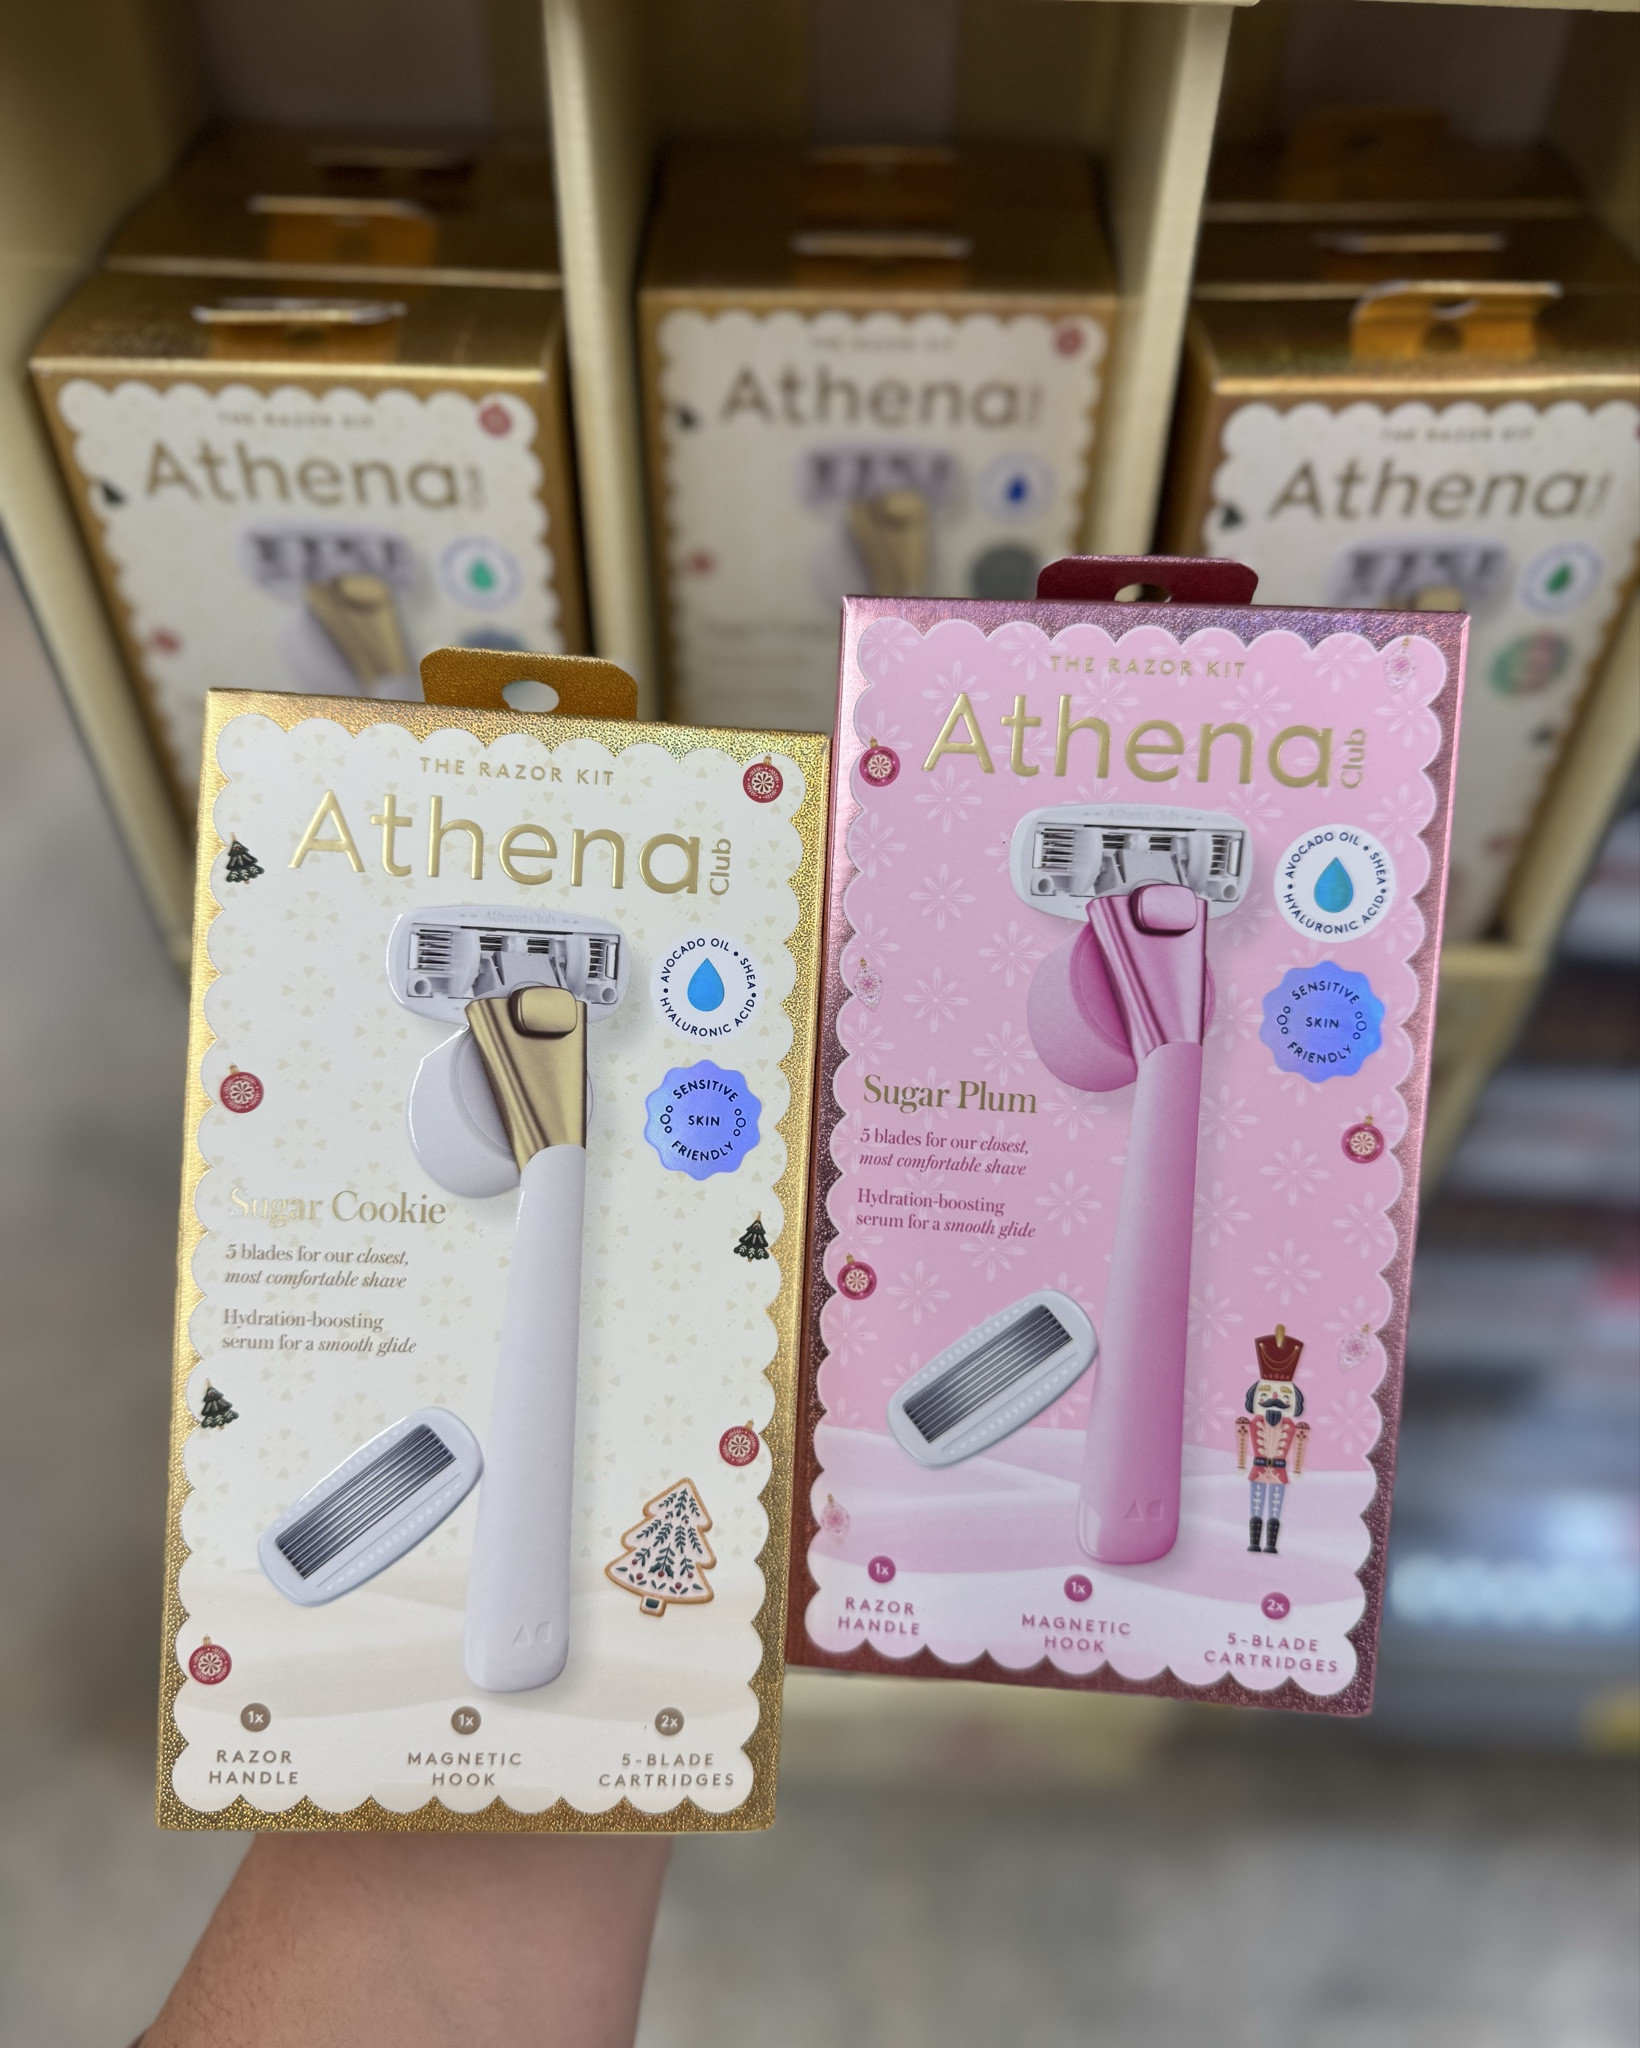 THE RAZOR KIT
Athena
THE RAZOR KIT
Athena
THE RAZOR KIT
Athena
THE RAZOR KIT
Athena Club
Athena Club
AVOCADO OIL • SHEA • HYALURONIC ACID •
SENSITIVE
SKIN
FRIENDLY
Sugar Cookie
5 blades for our closest,
most comfortable shave
Hydration-boosting
serum for a smooth glide
1x
RAZOR
HANDLE
1x
MAGNETIC
HOOK
2x
5-BLADE
CARTRIDGES
THE RAZOR KIT
Athena Club
Athena Club
AVOCADO OIL • SHEA • HYALURONIC ACID •
SENSITIVE
SKIN
FRIENDLY
Sugar Plum
5 blades for our closest,
most comfortable shave
Hydration-boosting
serum for a smooth glide
1x
RAZOR
HANDLE
1x
MAGNETIC
HOOK
2x
5-BLADE
CARTRIDGES